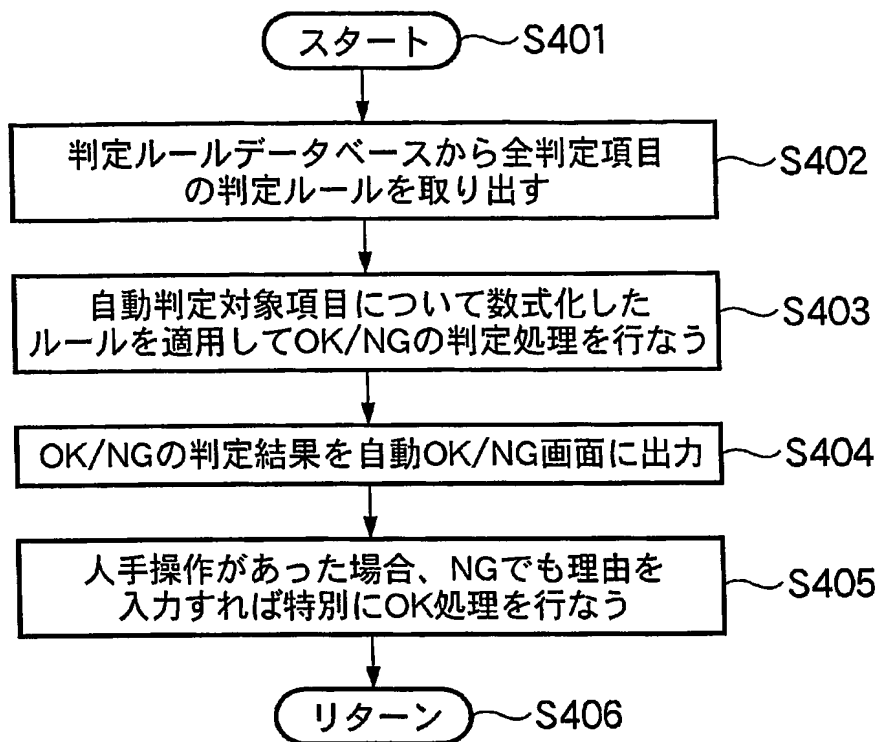 スタート
S401
判定ルールデータベースから全判定項目
の判定ルールを取り出す
S402
自動判定対象項目について数式化した
ルールを適用してOK/NGの判定処理を行なう
S403
OK/NGの判定結果を自動OK/NG画面に出力
S404
人手操作があった場合、NGでも理由を
入力すれば特別にOK処理を行なう
S405
リターン
S406